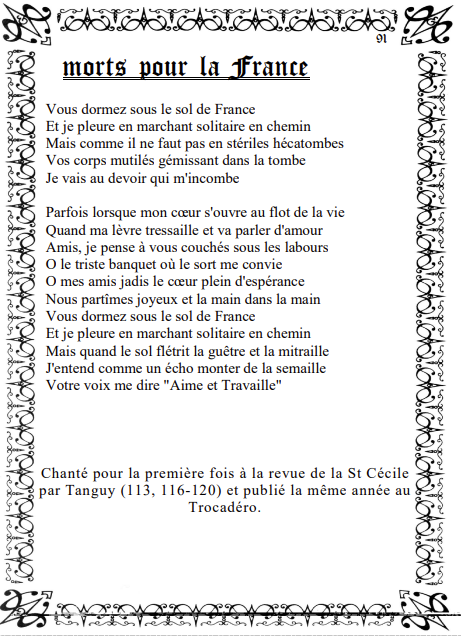 91
morts pour la France
Vous dormez sous le sol de France
Et je pleure en marchant solitaire en chemin
Mais comme il ne faut pas en stériles hécatombes
Vos corps mutilés gémissant dans la tombe
Je vais au devoir qui m'incombe
Parfois lorsque mon cœur s'ouvre au flot de la vie
Quand ma lèvre tressaille et va parler d'amour
Amis, je pense à vous couchés sous les labours
O le triste banquet où le sort me convie
O mes amis jadis le cœur plein d'espérance
Nous partîmes joyeux et la main dans la main
Vous dormez sous le sol de France
Et je pleure en marchant solitaire en chemin
Mais quand le sol flétrit la guêtre et la mitraille
J'entend comme un écho monter de la semaille
Votre voix me dire "Aime et Travaille"
Chanté pour la première fois à la revue de la St Cécile
par Tanguy (113, 116-120) et publié la même année au
Trocadéro.